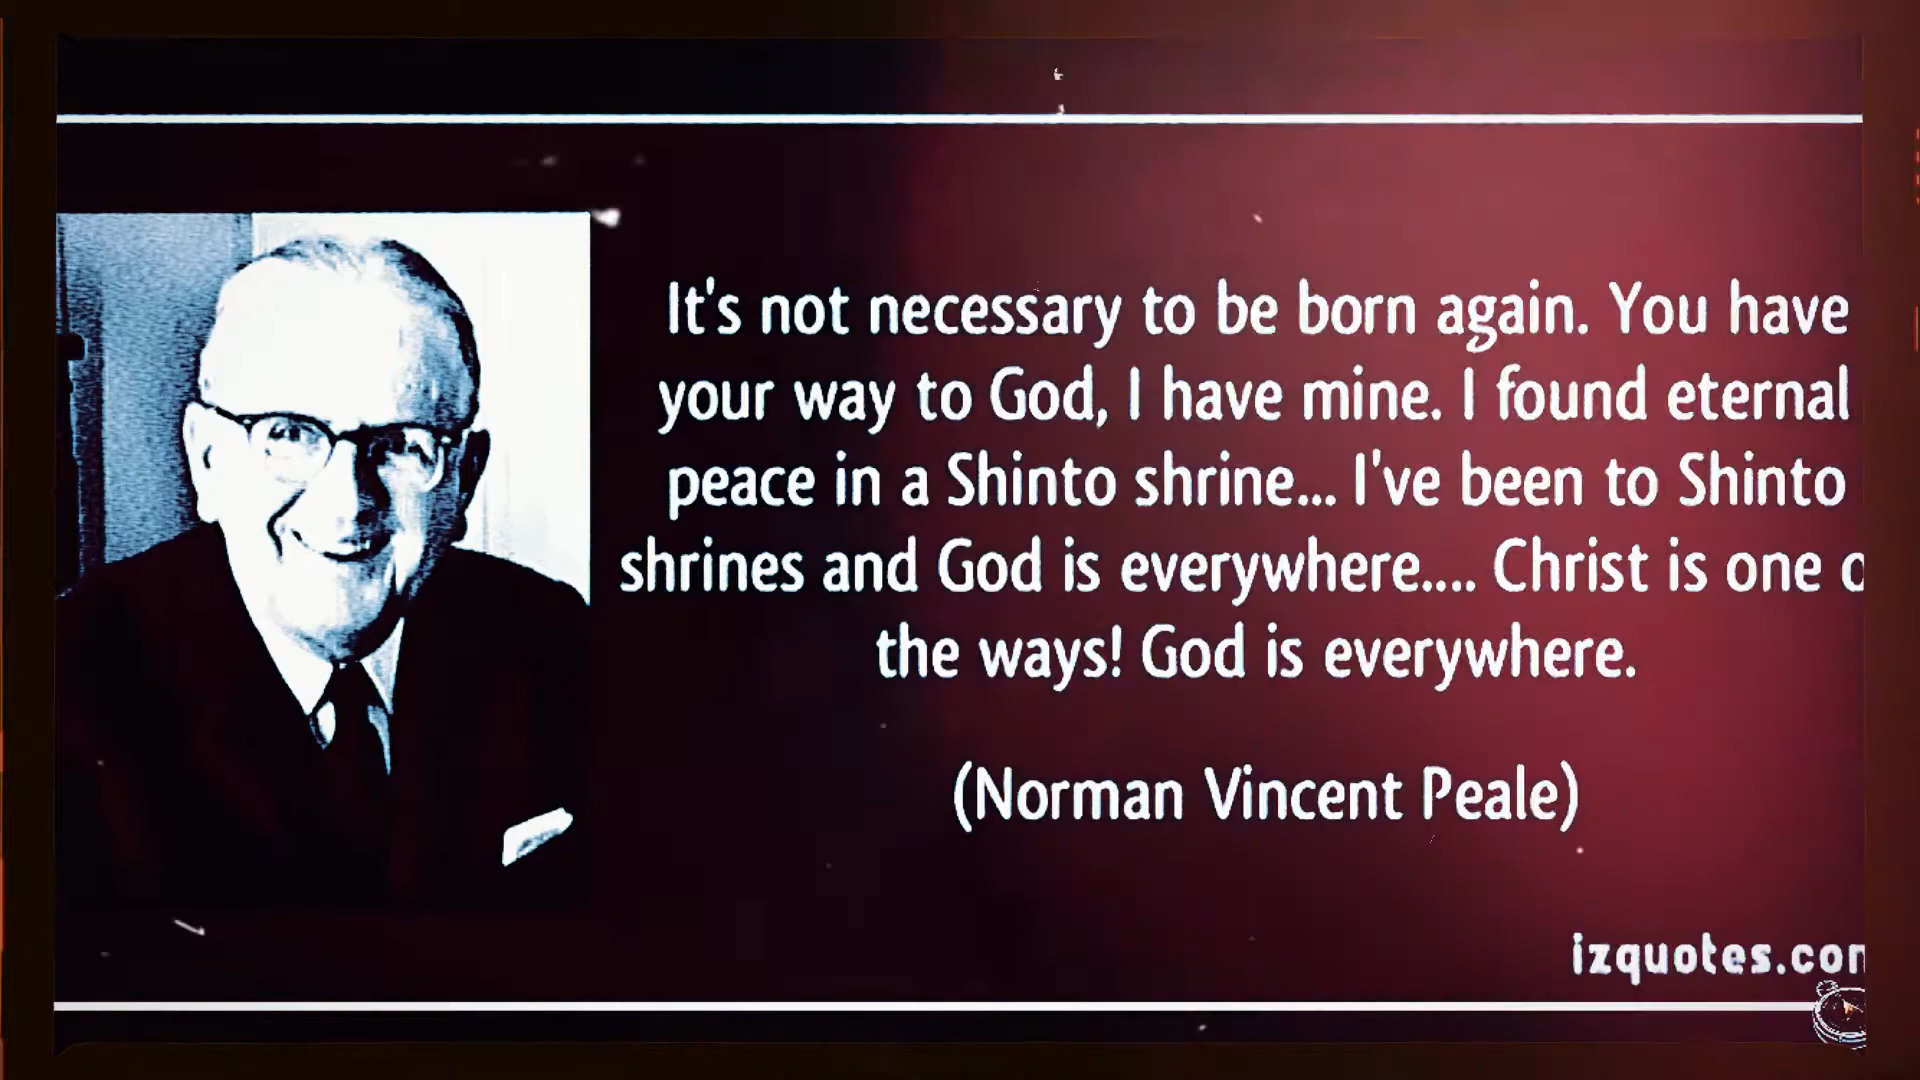 It's not necessary to be born again. You have
your way to God, I have mine. I found eternal
peace in a Shinto shrine... I've been to Shinto
shrines and God is everywhere.... Christ is one
the ways! God is everywhere.
(Norman Vincent Peale)
izquotes.com